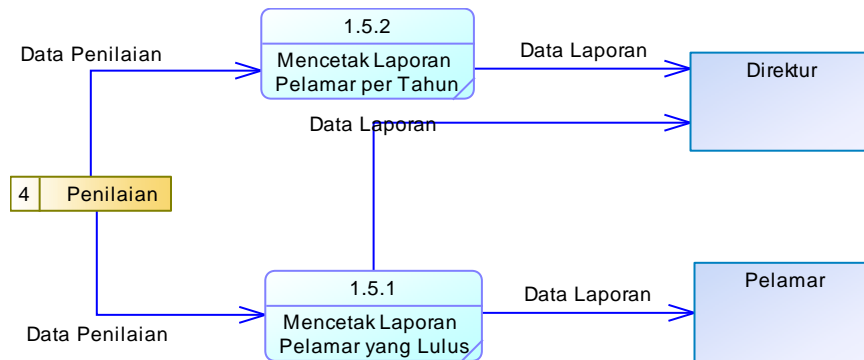 1.5.2
Data Penilaian
Mencetak Laporan
Pelamar per Tahun
Data Laporan
Direktur
Data Laporan
4 Penilaian
1.5.1
Data Penilaian
Mencetak Laporan
Pelamar yang Lulus
Data Laporan
Pelamar